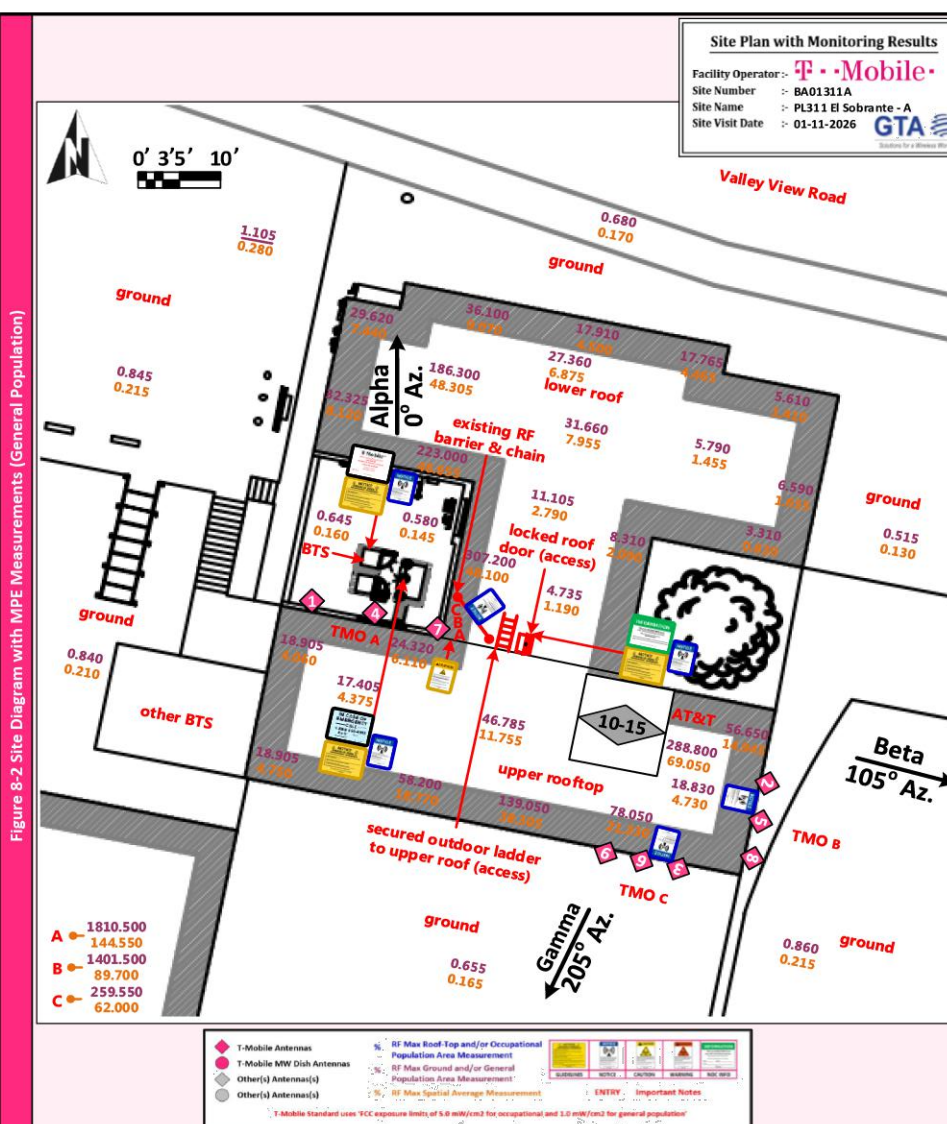 Figure 8-2 Site Diagram with MPE Measurements (General Population)
Site Plan with Monitoring Results
Facility Operator :- T-Mobile
Site Number :- BA01311A
Site Name :- PL311 El Sobrante - A
Site Visit Date :- 01-11-2026
GTA
N
0' 3'5' 10'
Valley View Road
0.680
0.170
1.105
0.280
ground
ground
29.620
36.100
17.910
17.765
27.360
6.875
lower roof
186.300
48.305
0.845
0.215
5.610
Alpha
0° Az.
existing RF
barrier & chain
31.660
7.955
5.790
1.455
223.000
6.590
ground
0.515
0.130
11.105
2.790
locked roof
door (access)
8.310
3.310
0.645
0.160
0.580
0.145
BTS
307.200
4.735
1.190
1
4
7
C
B
A
ground
TMO A
18.905
24.320
6.110
0.840
0.210
17.405
4.375
other BTS
46.785
11.755
10-15
AT&T
56.650
288.800
69.050
Beta
105° Az.
18.905
upper rooftop
18.830
4.730
58.200
139.050
78.050
2
5
8
TMO B
secured outdoor ladder
to upper roof (access)
9
6
3
TMO C
ground
Gamma
205° Az.
0.655
0.165
0.860
0.215
ground
A 1810.500
144.550
B 1401.500
89.700
C 259.550
62.000
T-Mobile Antennas
T-Mobile MW Dish Antennas
Other(s) Antennas(s)
Other(s) Antennas(s)
% RF Max Roof-Top and/or Occupational
Population Area Measurement
% RF Max Ground and/or General
Population Area Measurement
% RF Max Spatial Average Measurement
GUIDELINES NOTICE CAUTION WARNING NOC INFO
ENTRY Important Notes
T-Mobile Standard uses 'FCC exposure limits of 5.0 mW/cm2 for occupational and 1.0 mW/cm2 for general population'